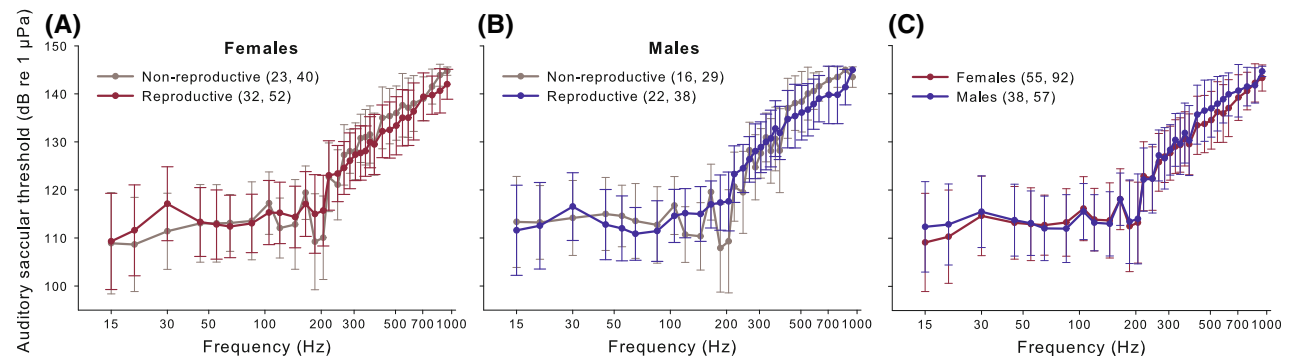 (A)
Females
Non-reproductive (23, 40)
Reproductive (32, 52)
Auditory saccular threshold (dB re 1 µPa)
150
140
130
120
110
100
15 30 50 100 200 300 500 700 1000
Frequency (Hz)
(B)
Males
Non-reproductive (16, 29)
Reproductive (22, 38)
15 30 50 100 200 300 500 700 1000
Frequency (Hz)
(C)
Females (55, 92)
Males (38, 57)
15 30 50 100 200 300 500 700 1000
Frequency (Hz)